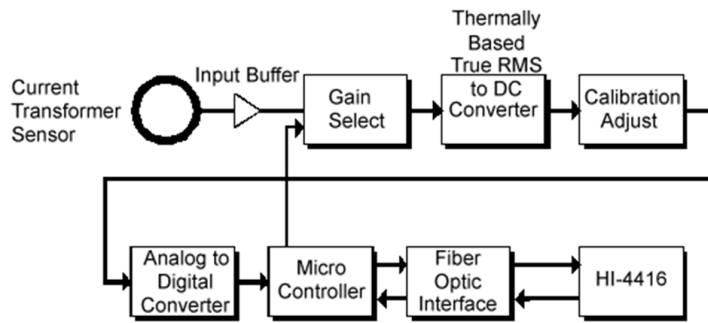 Current
Transformer
Sensor
Input Buffer
Gain
Select
Thermally
Based
True RMS
to DC
Converter
Calibration
Adjust
Analog to
Digital
Converter
Micro
Controller
Fiber
Optic
Interface
HI-4416